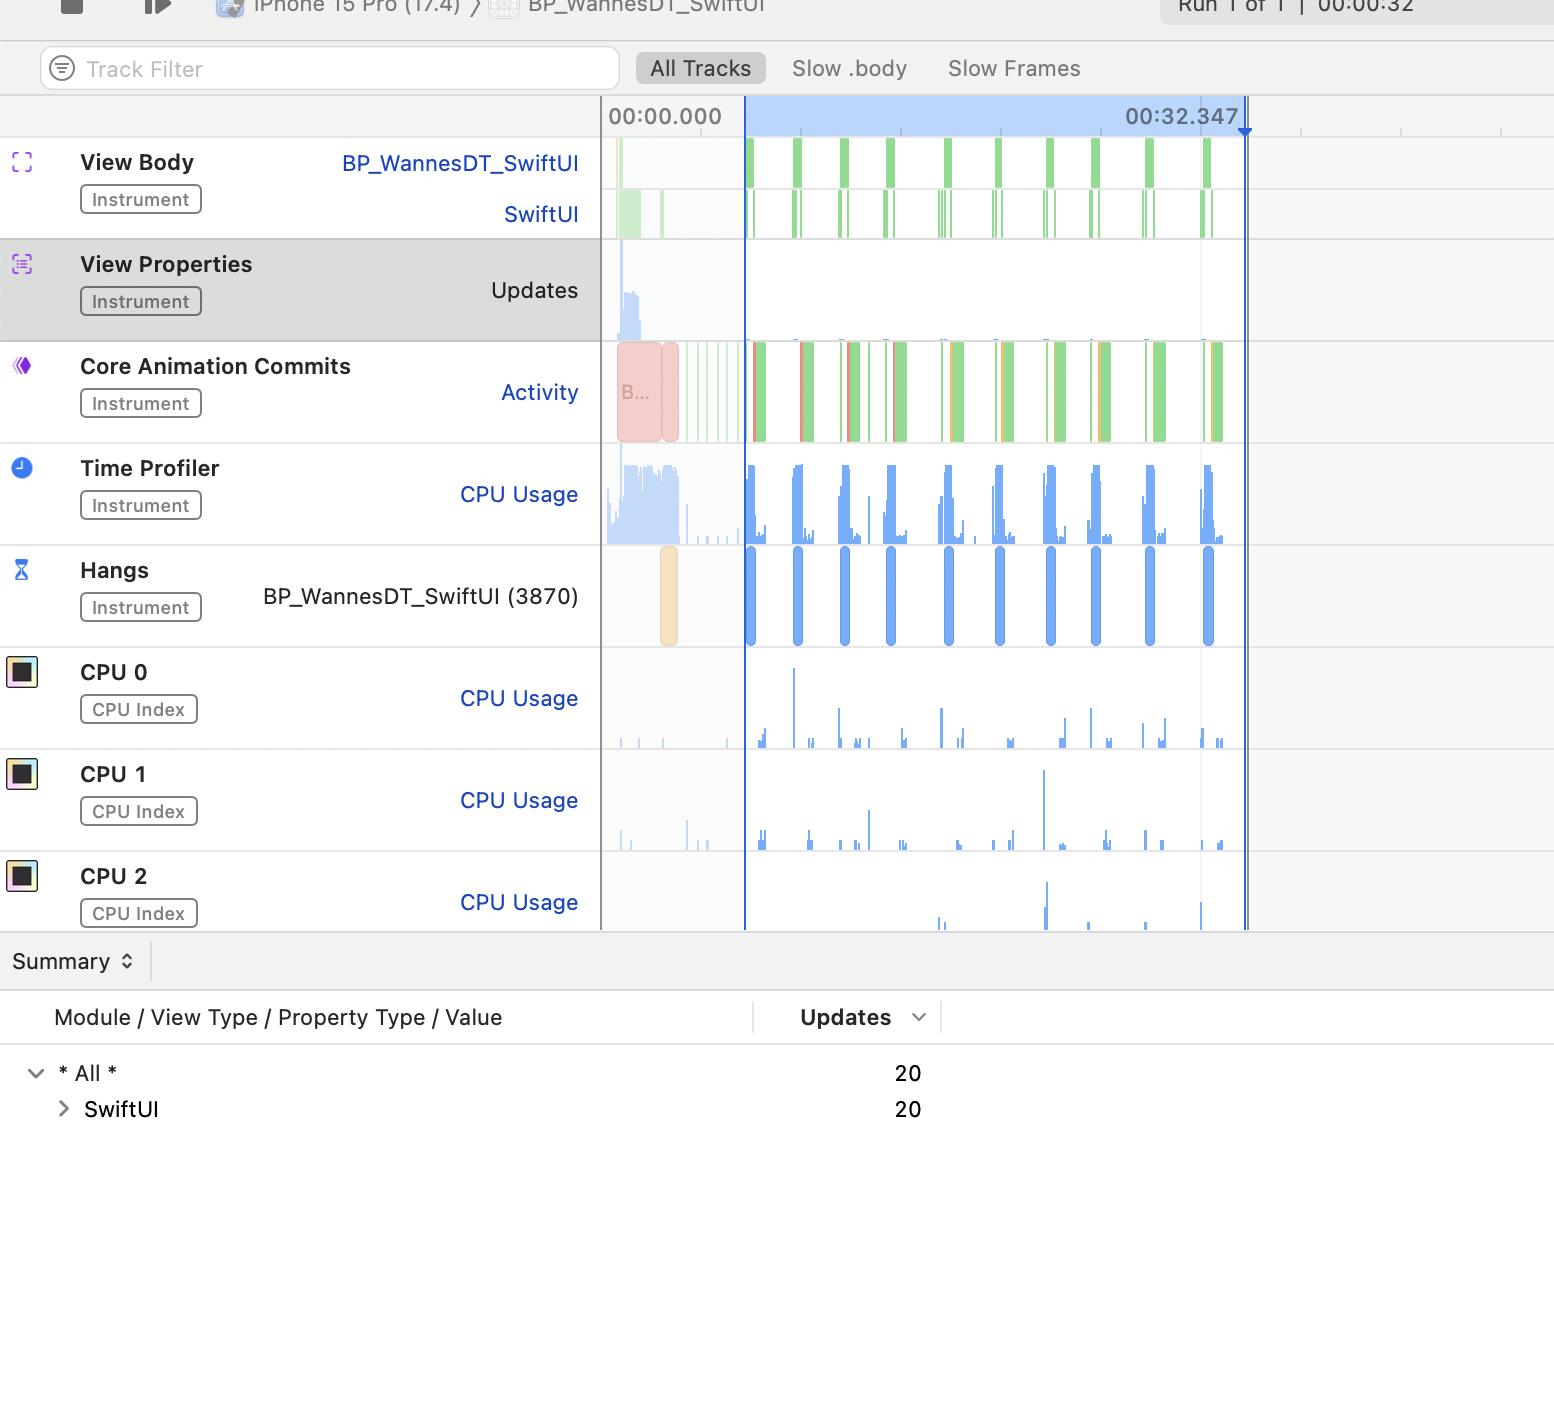 iPhone 15 Pro (17.4) 〉 BP_WannesDT_SwiftUI
Run 1 of 1 | 00:00:32
Track Filter
All Tracks
Slow .body
Slow Frames
00:00.000
00:32.347
View Body
BP_WannesDT_SwiftUI
Instrument
SwiftUI
View Properties
Instrument
Updates
Core Animation Commits
Instrument
Activity
B...
Time Profiler
Instrument
CPU Usage
Hangs
Instrument
BP_WannesDT_SwiftUI (3870)
CPU 0
CPU Index
CPU Usage
CPU 1
CPU Index
CPU Usage
CPU 2
CPU Index
CPU Usage
Summary
Module / View Type / Property Type / Value
Updates
* All *
20
SwiftUI
20